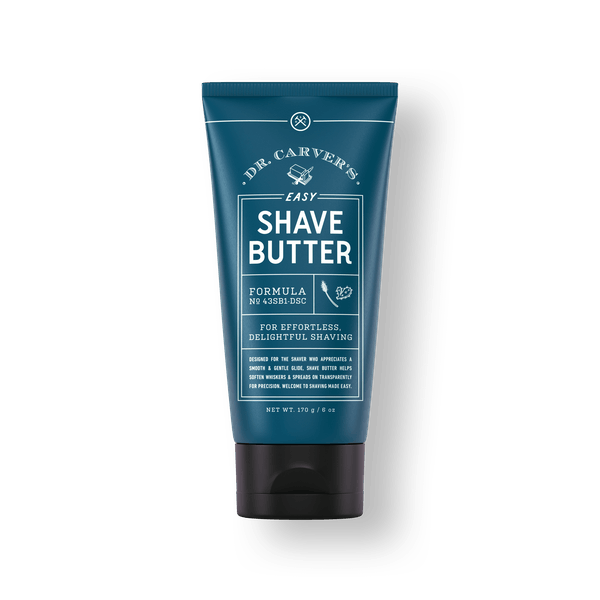 DR. CARVER'S
EASY
SHAVE
BUTTER
FORMULA
Nº 43SB1-DSC
FOR EFFORTLESS,
DELIGHTFUL SHAVING
DESIGNED FOR THE SHAVER WHO APPRECIATES A
SMOOTH & GENTLE GLIDE, SHAVE BUTTER HELPS
SOFTEN WHISKERS & SPREADS ON TRANSPARENTLY
FOR PRECISION. WELCOME TO SHAVING MADE EASY.
NET WT. 170 g / 6 oz